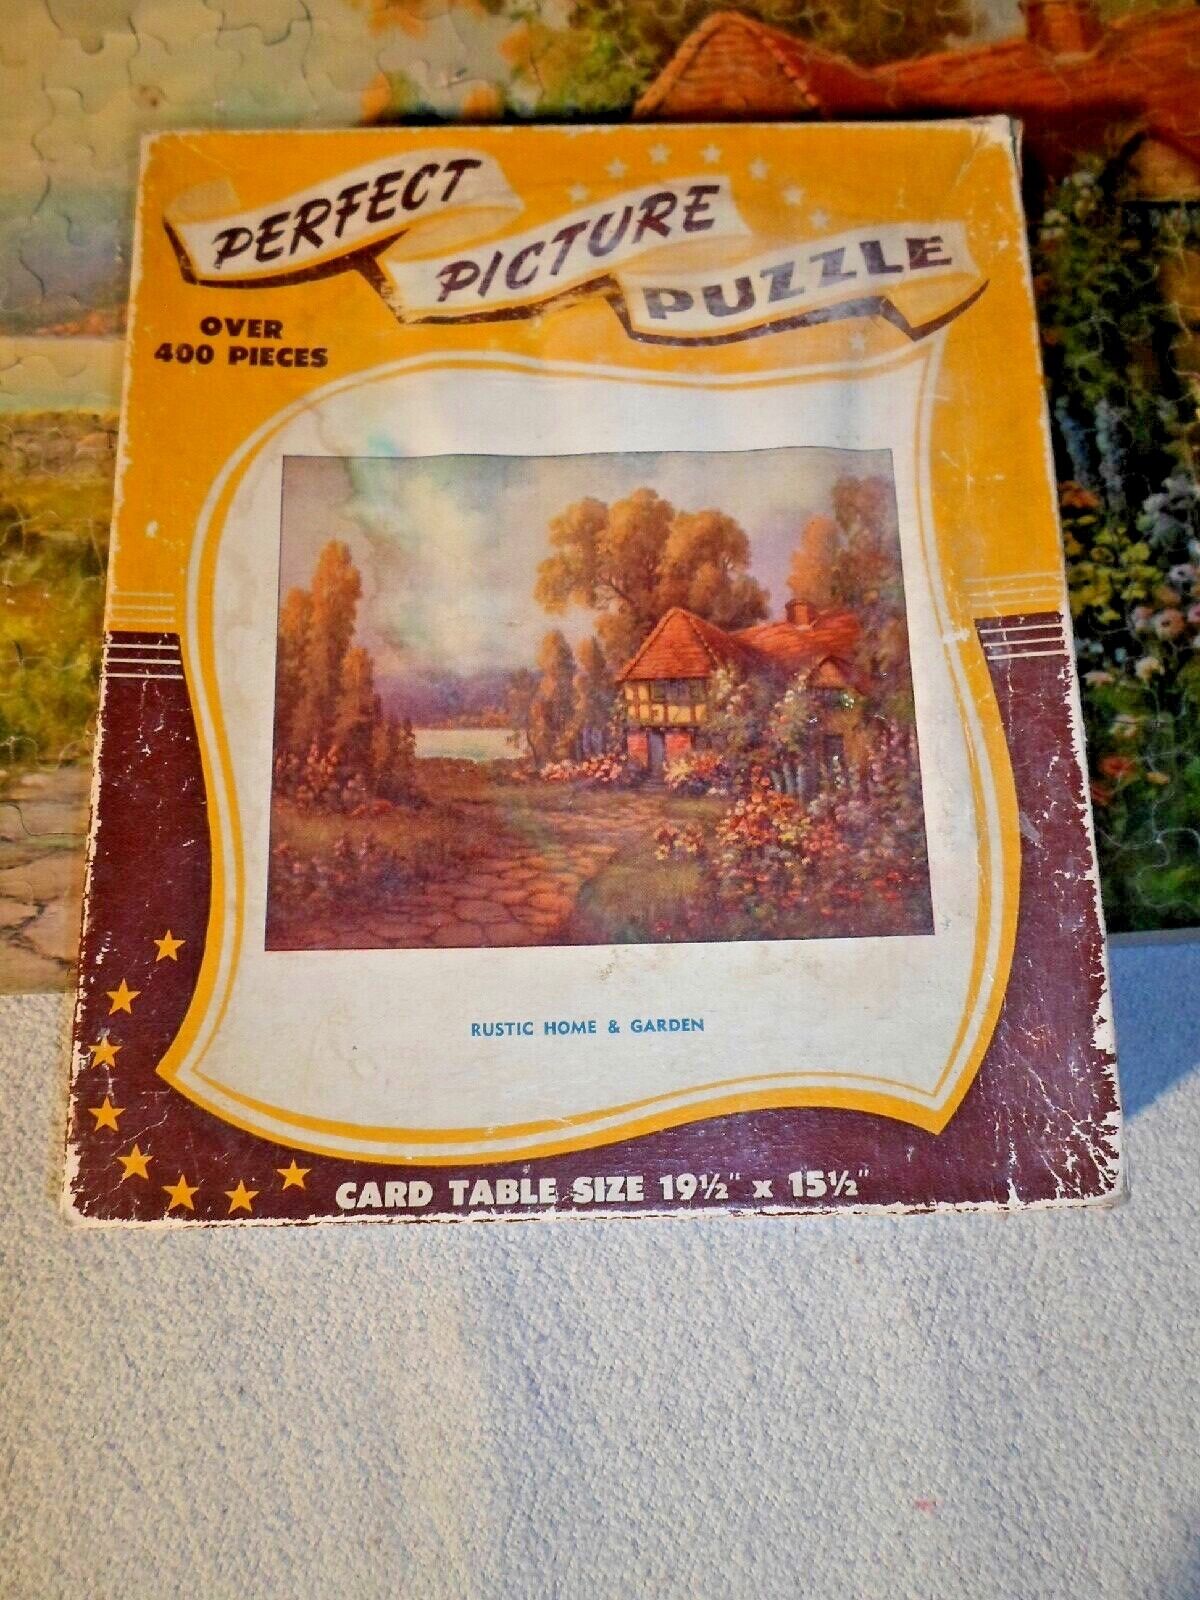 PERFECT
PICTURE
PUZZLE
OVER
400 PIECES
RUSTIC HOME & GARDEN
CARD TABLE SIZE 19½" x 15½"